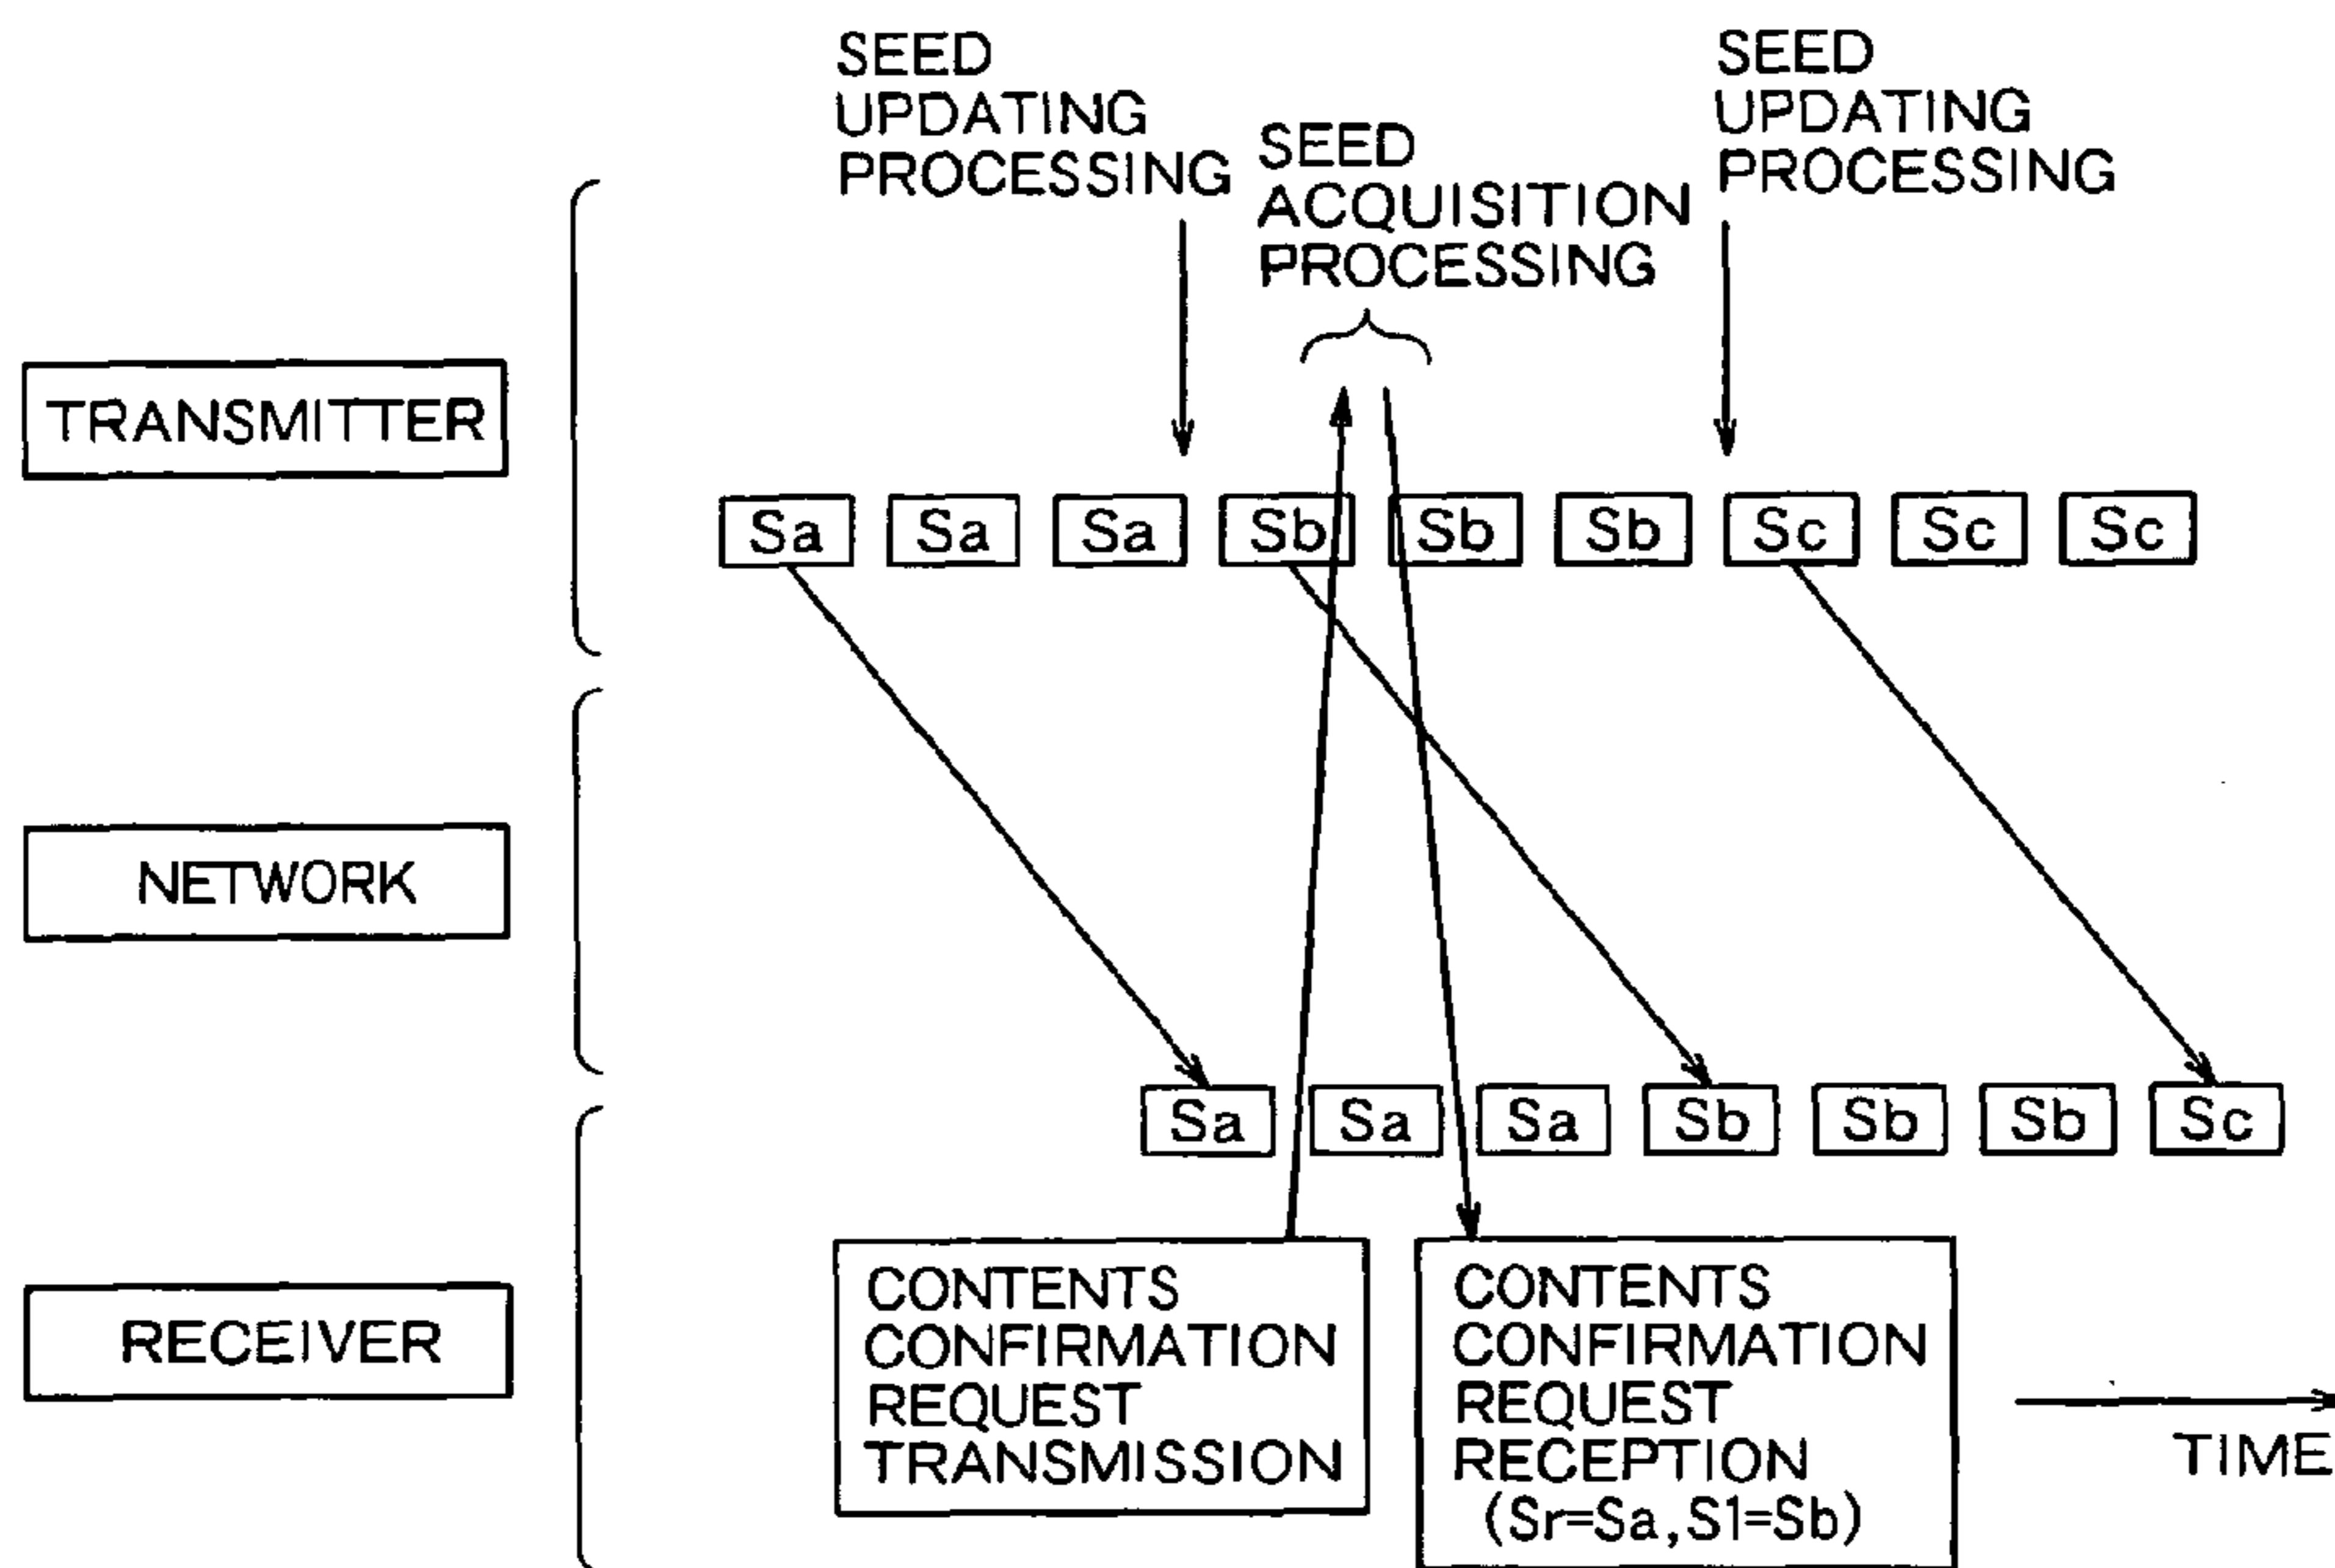 SEED
UPDATING
PROCESSING
SEED
ACQUISITION
PROCESSING
SEED
UPDATING
PROCESSING
TRANSMITTER
Sa Sa Sa Sb Sb Sb Sc Sc Sc
NETWORK
Sa Sa Sa Sb Sb Sb Sc
RECEIVER
CONTENTS
CONFIRMATION
REQUEST
TRANSMISSION
CONTENTS
CONFIRMATION
REQUEST
RECEPTION
(Sr=Sa,S1=Sb)
TIME